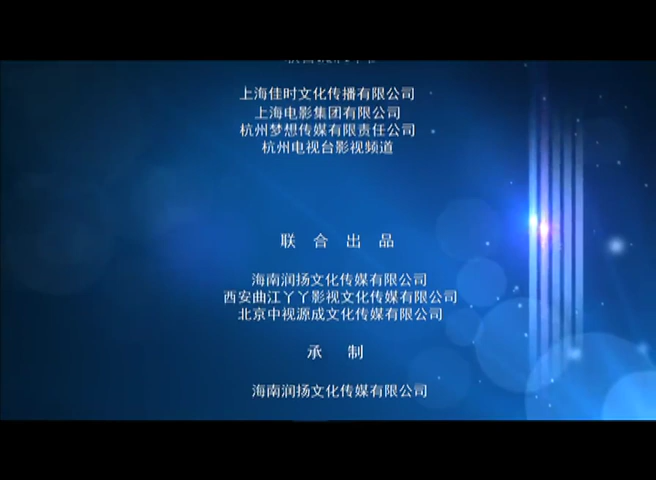 上海佳时文化传播有限公司
上海电影集团有限公司
杭州梦想传媒有限责任公司
杭州电视台影视频道
联 合 出 品
海南润扬文化传媒有限公司
西安曲江丫丫影视文化传媒有限公司
北京中视源成文化传媒有限公司
承 制
海南润扬文化传媒有限公司